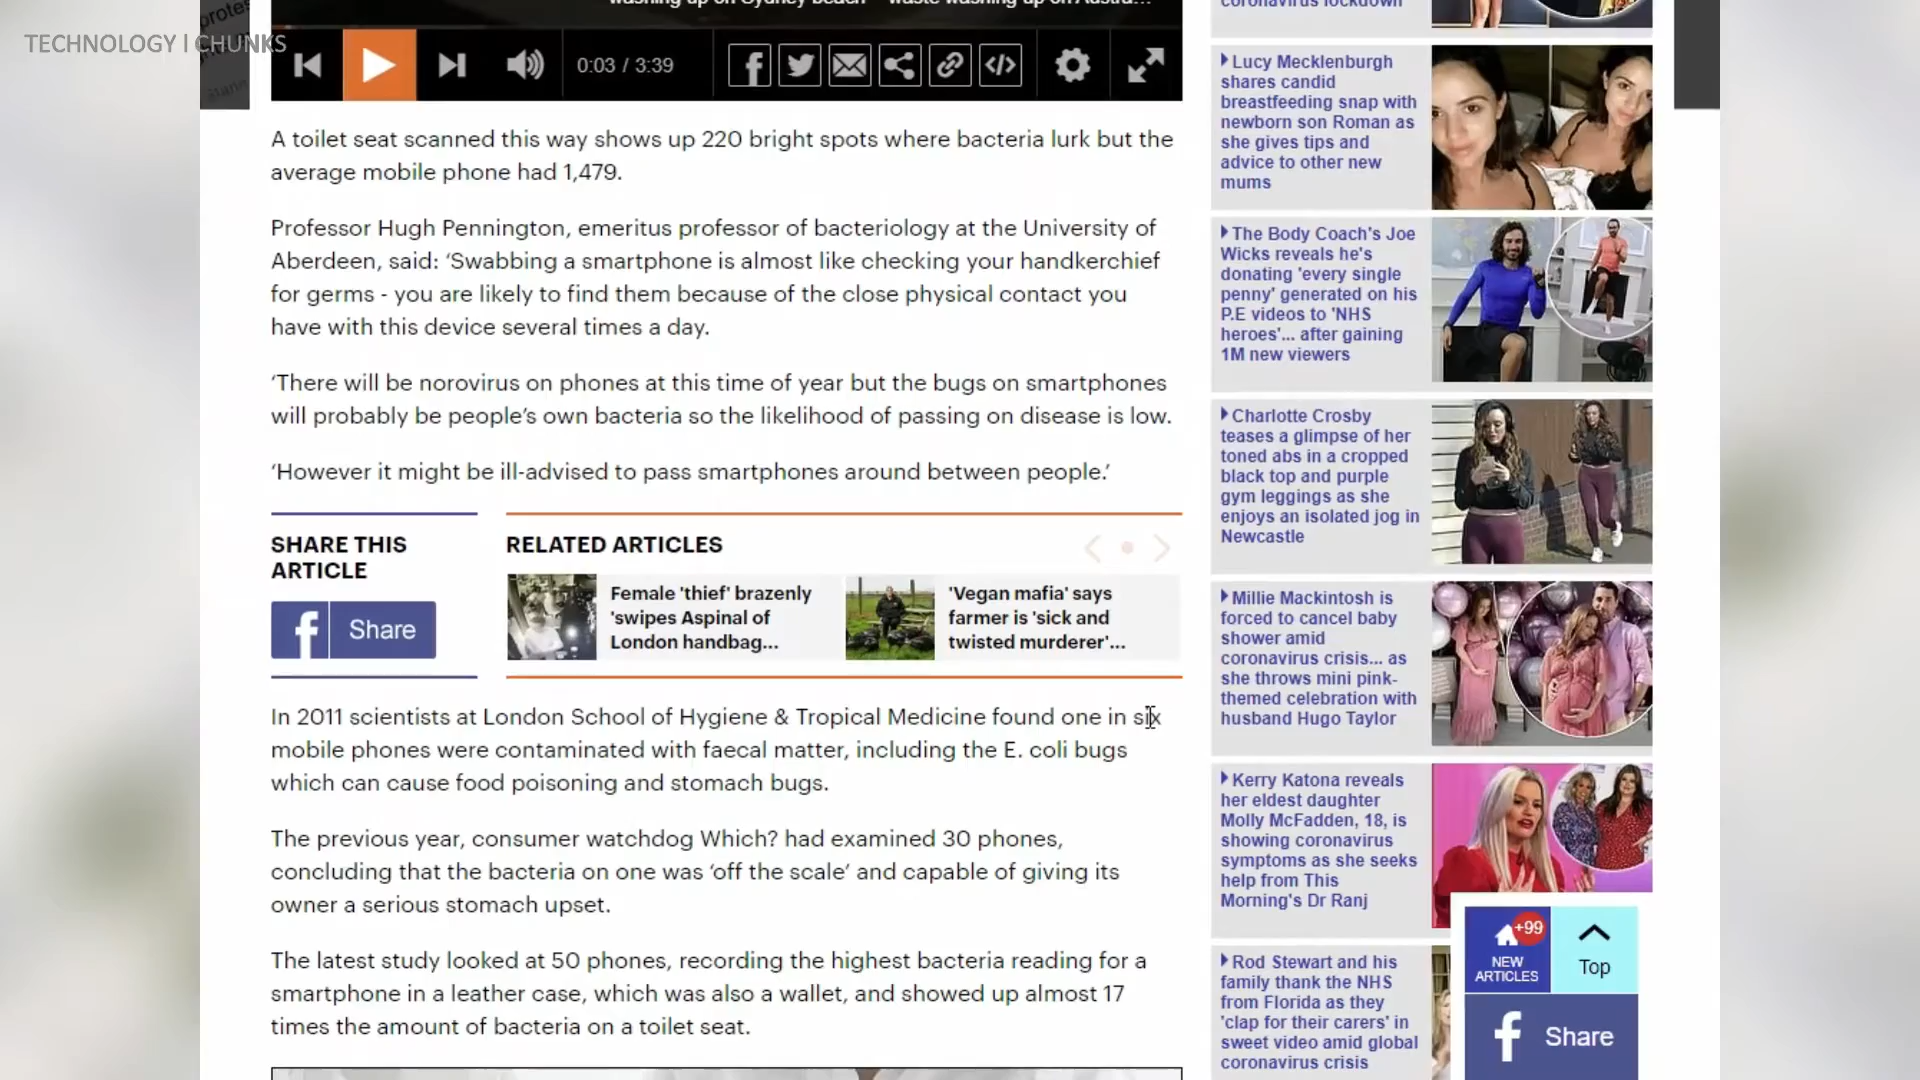 washing up on Sydney beach
waste washing up on Austra...
TECHNOLOGY | CHUNKS
0:03 / 3:39
A toilet seat scanned this way shows up 220 bright spots where bacteria lurk but the
average mobile phone had 1,479.
Professor Hugh Pennington, emeritus professor of bacteriology at the University of
Aberdeen, said: ‘Swabbing a smartphone is almost like checking your handkerchief
for germs - you are likely to find them because of the close physical contact you
have with this device several times a day.
‘There will be norovirus on phones at this time of year but the bugs on smartphones
will probably be people’s own bacteria so the likelihood of passing on disease is low.
‘However it might be ill-advised to pass smartphones around between people.’
SHARE THIS
ARTICLE
Share
RELATED ARTICLES
Female 'thief' brazenly
'swipes Aspinal of
London handbag...
'Vegan mafia' says
farmer is 'sick and
twisted murderer'...
In 2011 scientists at London School of Hygiene & Tropical Medicine found one in six
mobile phones were contaminated with faecal matter, including the E. coli bugs
which can cause food poisoning and stomach bugs.
The previous year, consumer watchdog Which? had examined 30 phones,
concluding that the bacteria on one was ‘off the scale’ and capable of giving its
owner a serious stomach upset.
The latest study looked at 50 phones, recording the highest bacteria reading for a
smartphone in a leather case, which was also a wallet, and showed up almost 17
times the amount of bacteria on a toilet seat.
coronavirus lockdown
Lucy Mecklenburgh
shares candid
breastfeeding snap with
newborn son Roman as
she gives tips and
advice to other new
mums
The Body Coach's Joe
Wicks reveals he's
donating 'every single
penny' generated on his
P.E videos to 'NHS
heroes'... after gaining
1M new viewers
Charlotte Crosby
teases a glimpse of her
toned abs in a cropped
black top and purple
gym leggings as she
enjoys an isolated jog in
Newcastle
Millie Mackintosh is
forced to cancel baby
shower amid
coronavirus crisis... as
she throws mini pink-
themed celebration with
husband Hugo Taylor
Kerry Katona reveals
her eldest daughter
Molly McFadden, 18, is
showing coronavirus
symptoms as she seeks
help from This
Morning's Dr Ranj
Rod Stewart and his
family thank the NHS
from Florida as they
'clap for their carers' in
sweet video amid global
coronavirus crisis
+99
NEW
ARTICLES
Top
Share